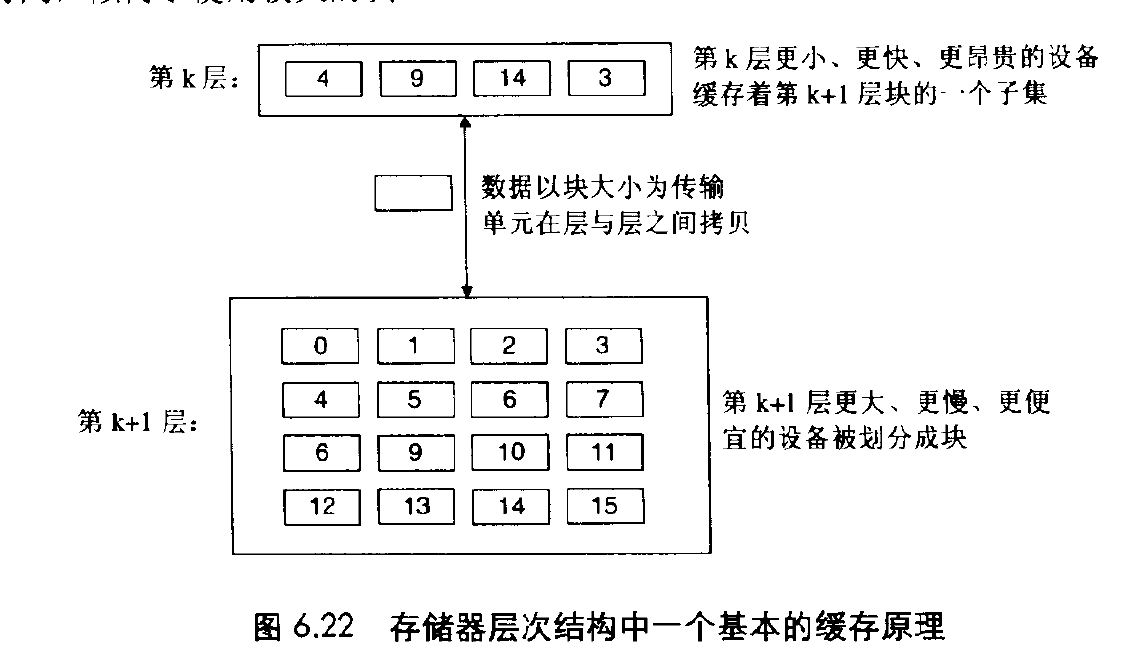 第 k 层：
4 9 14 3
第 k 层更小、更快、更昂贵的设备
缓存着第 k+1 层块的一个子集
数据以块大小为传输
单元在层与层之间拷贝
0 1 2 3
4 5 6 7
第 k+1 层：
6 9 10 11
12 13 14 15
第 k+1 层更大、更慢、更便
宜的设备被划分成块
图 6.22 存储器层次结构中一个基本的缓存原理